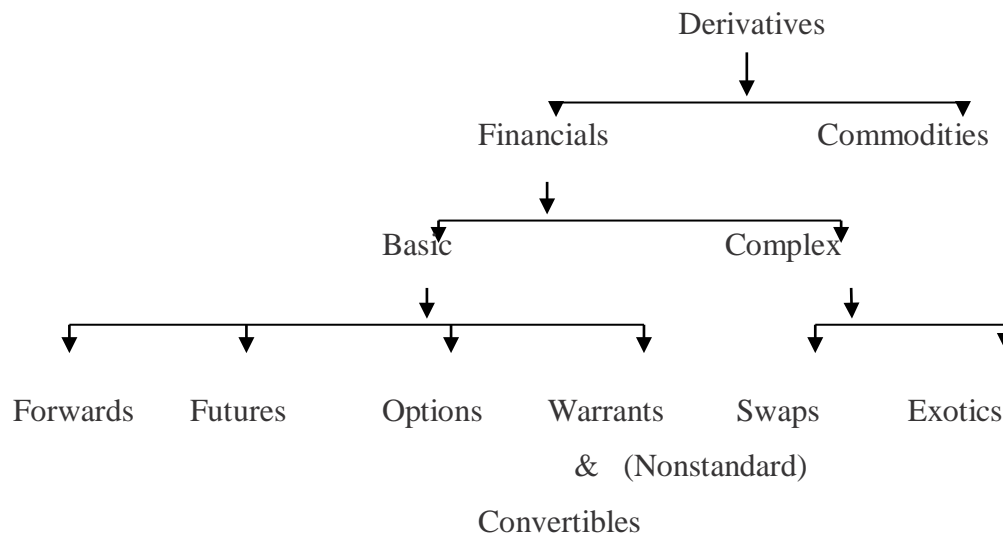 Derivatives
Financials Commodities
Basic Complex
Forwards Futures Options Warrants Swaps Exotics
& (Nonstandard)
Convertibles